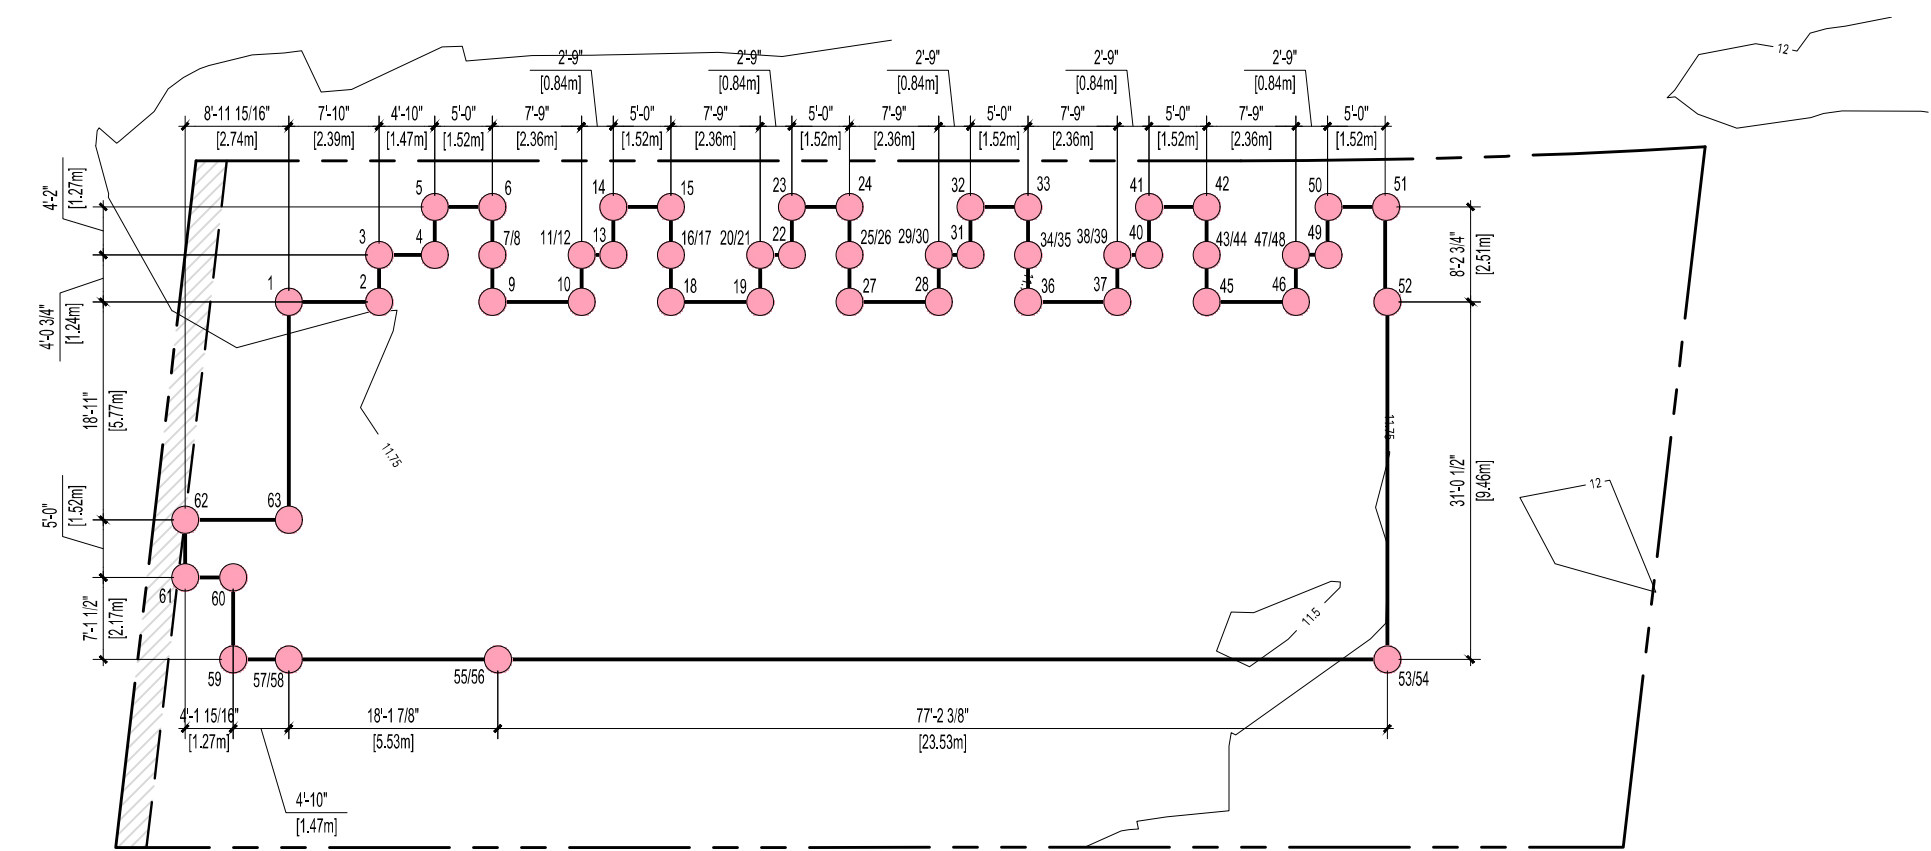 12
2'-9" 2'-9" 2'-9" 2'-9" 2'-9"
[0.84m] [0.84m] [0.84m] [0.84m] [0.84m]
8'-11 15/16" 7'-10" 4'-10" 5'-0" 7'-9" 5'-0" 7'-9" 5'-0" 7'-9" 5'-0" 7'-9" 5'-0" 7'-9" 5'-0"
[2.74m] [2.39m] [1.47m] [1.52m] [2.36m] [1.52m] [2.36m] [1.52m] [2.36m] [1.52m] [2.36m] [1.52m] [2.36m] [1.52m]
4'-2"
[1.27m]
5 6 14 15 23 24 32 33 41 42 50 51
3 4 7/8 11/12 13 16/17 20/21 22 25/26 29/30 31 34/35 38/39 40 43/44 47/48 49
8'-2 3/4"
[2.51m]
1 2 9 10 18 19 27 28 36 37 45 46 52
4'-0 3/4"
[1.24m]
18'-11"
[5.77m]
11.75
11.75
31'-0 1/2"
[9.46m]
12
62 63
5'-0"
[1.52m]
61 60
7'-1 1/2"
[2.17m]
11.5
59 57/58 55/56 53/54
4'-1 15/16" 18'-1 7/8" 77'-2 3/8"
[1.27m] [5.53m] [23.53m]
4'-10"
[1.47m]